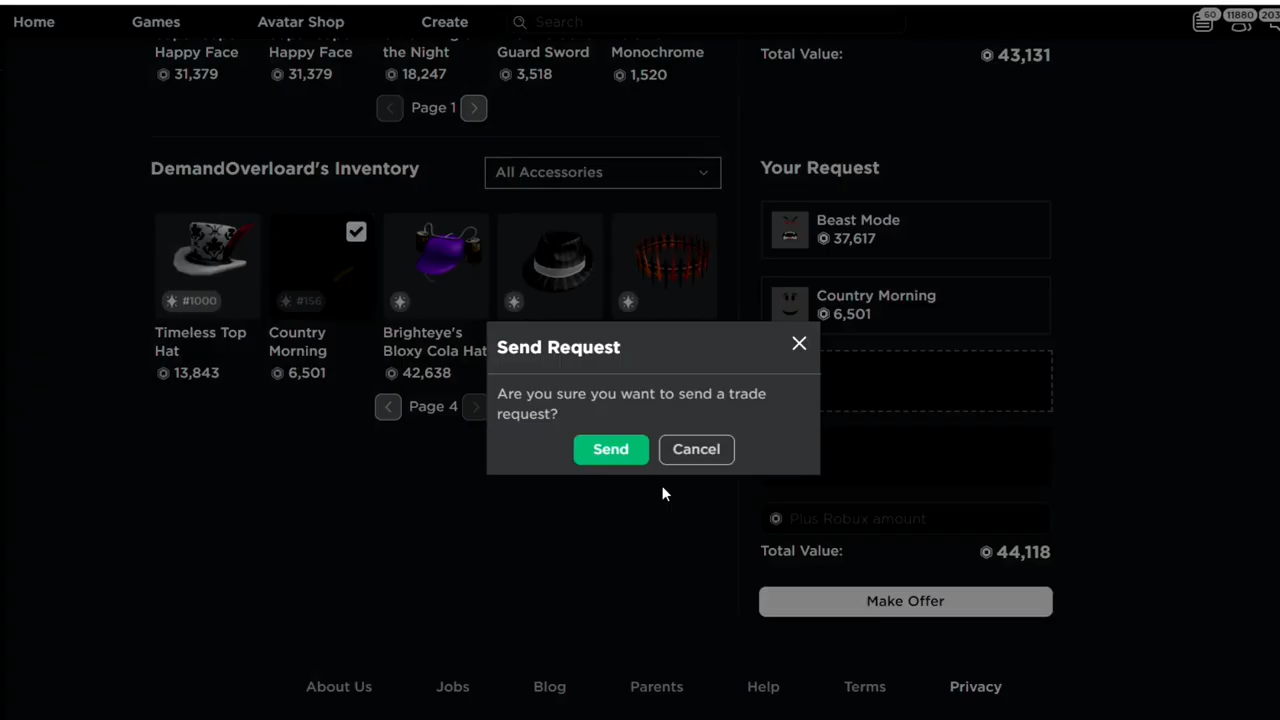 Home Games Avatar Shop Create Search 60 11880
Happy Face Happy Face the Night Guard Sword Monochrome
31,379 31,379 18,247 3,518 1,520
Total Value: 43,131
Page 1
DemandOverloard's Inventory All Accessories
Your Request
Beast Mode
37,617
Country Morning
6,501
#1000 #156
Timeless Top
Hat
13,843
Country
Morning
6,501
Brighteye's
Bloxy Cola Hat
42,638
Page 4
Send Request
Are you sure you want to send a trade
request?
Send Cancel
Plus Robux amount
Total Value: 44,118
Make Offer
About Us Jobs Blog Parents Help Terms Privacy